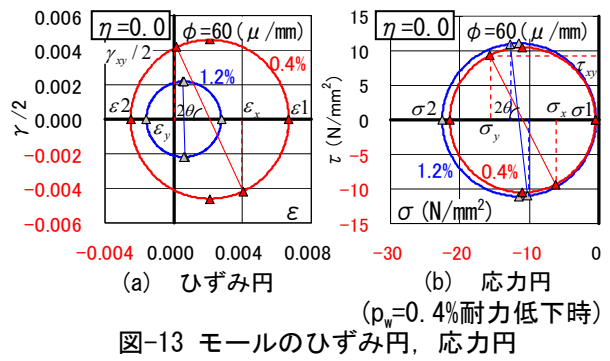 η=0.0
φ=60(μ/mm)
0.006
0.004
0.002
0.000
-0.002
-0.004
-0.006
γ/2
γxy/2
0.4%
1.2%
2θ
ε2
εy
εx
ε1
ε
-0.004
0.000
0.004
0.008
(a) ひずみ円
η=0.0
φ=60(μ/mm)
15
10
5
0
-5
-10
-15
τ(N/mm²)
τxy
2θ
σ2
σy
σx
σ1
1.2%
0.4%
σ(N/mm²)
-30
-20
-10
0
(b) 応力円
(pw=0.4%耐力低下時)
図-13 モールのひずみ円,応力円